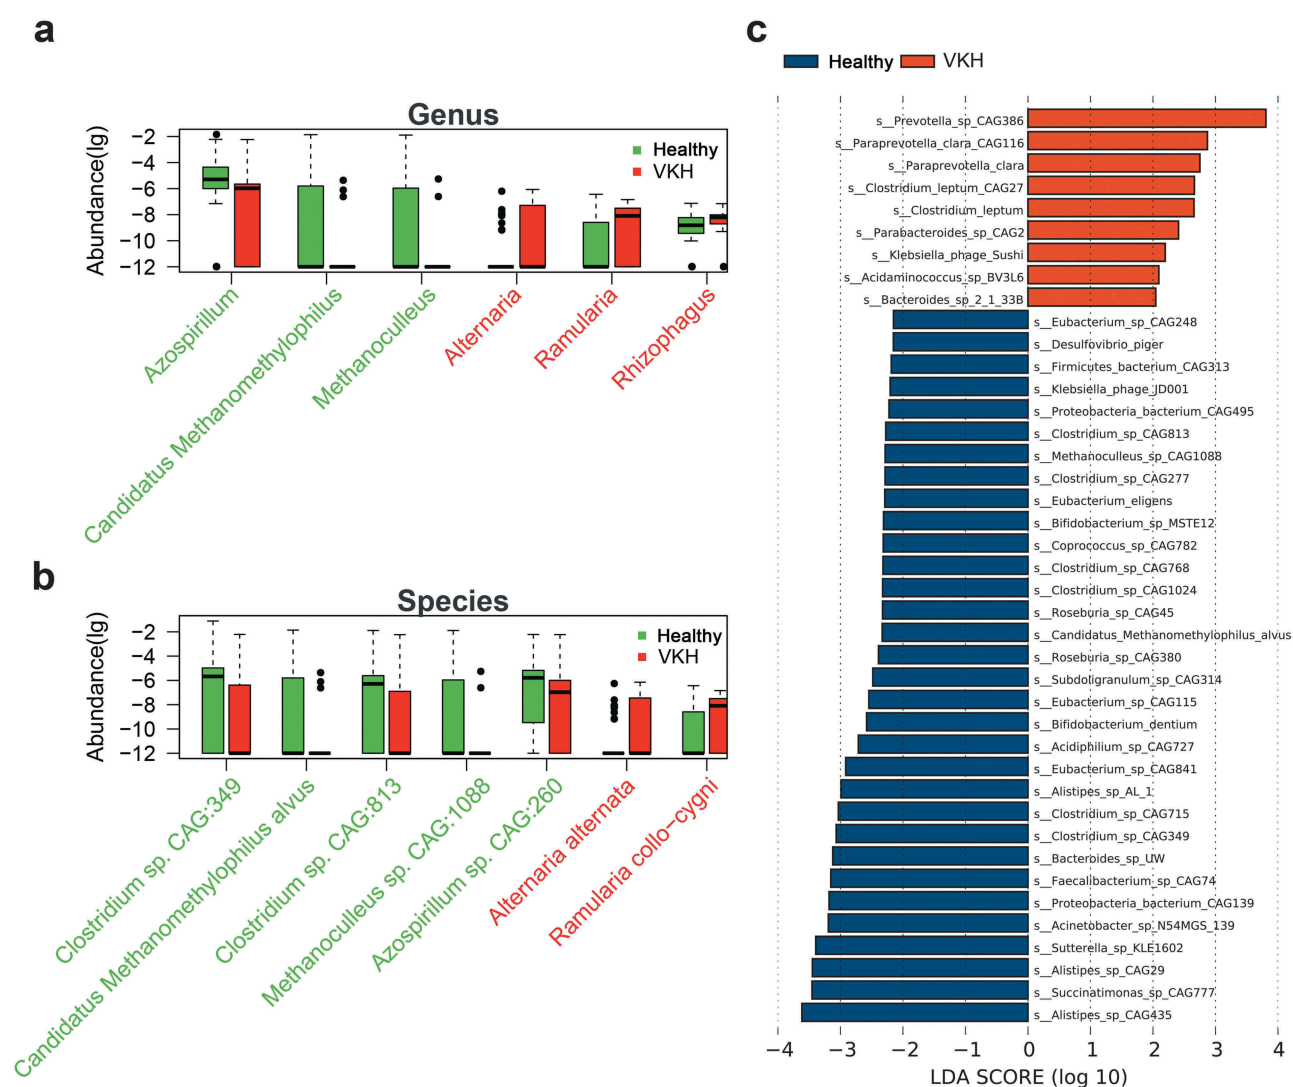 a
Genus
Abundance(lg)
−2
−4
−6
−8
−10
−12
Healthy
VKH
Azospirillum
Candidatus Methanomethylophilus
Methanoculleus
Alternaria
Ramularia
Rhizophagus
b
Species
Abundance(lg)
−2
−4
−6
−8
−10
−12
Healthy
VKH
Clostridium sp. CAG:349
Candidatus Methanomethylophilus alvus
Clostridium sp. CAG:813
Methanoculleus sp. CAG:1088
Azospirillum sp. CAG:260
Alternaria alternata
Ramularia collo−cygni
c
Healthy VKH
s__Prevotella_sp_CAG386
s__Paraprevotella_clara_CAG116
s__Paraprevotella_clara
s__Clostridium_leptum_CAG27
s__Clostridium_leptum
s__Parabacteroides_sp_CAG2
s__Klebsiella_phage_Sushi
s__Acidaminococcus_sp_BV3L6
s__Bacteroides_sp_2_1_33B
s__Eubacterium_sp_CAG248
s__Desulfovibrio_piger
s__Firmicutes_bacterium_CAG313
s__Klebsiella_phage_JD001
s__Proteobacteria_bacterium_CAG495
s__Clostridium_sp_CAG813
s__Methanoculleus_sp_CAG1088
s__Clostridium_sp_CAG277
s__Eubacterium_eligens
s__Bifidobacterium_sp_MSTE12
s__Coprococcus_sp_CAG782
s__Clostridium_sp_CAG768
s__Clostridium_sp_CAG1024
s__Roseburia_sp_CAG45
s__Candidatus_Methanomethylophilus_alvus
s__Roseburia_sp_CAG380
s__Subdoligranulum_sp_CAG314
s__Eubacterium_sp_CAG115
s__Bifidobacterium_dentium
s__Acidiphilium_sp_CAG727
s__Eubacterium_sp_CAG841
s__Alistipes_sp_AL_1
s__Clostridium_sp_CAG715
s__Clostridium_sp_CAG349
s__Bacteroides_sp_UW
s__Faecalibacterium_sp_CAG74
s__Proteobacteria_bacterium_CAG139
s__Acinetobacter_sp_N54MGS_139
s__Sutterella_sp_KLE1602
s__Alistipes_sp_CAG29
s__Succinatimonas_sp_CAG777
s__Alistipes_sp_CAG435
−4 −3 −2 −1 0 1 2 3 4
LDA SCORE (log 10)